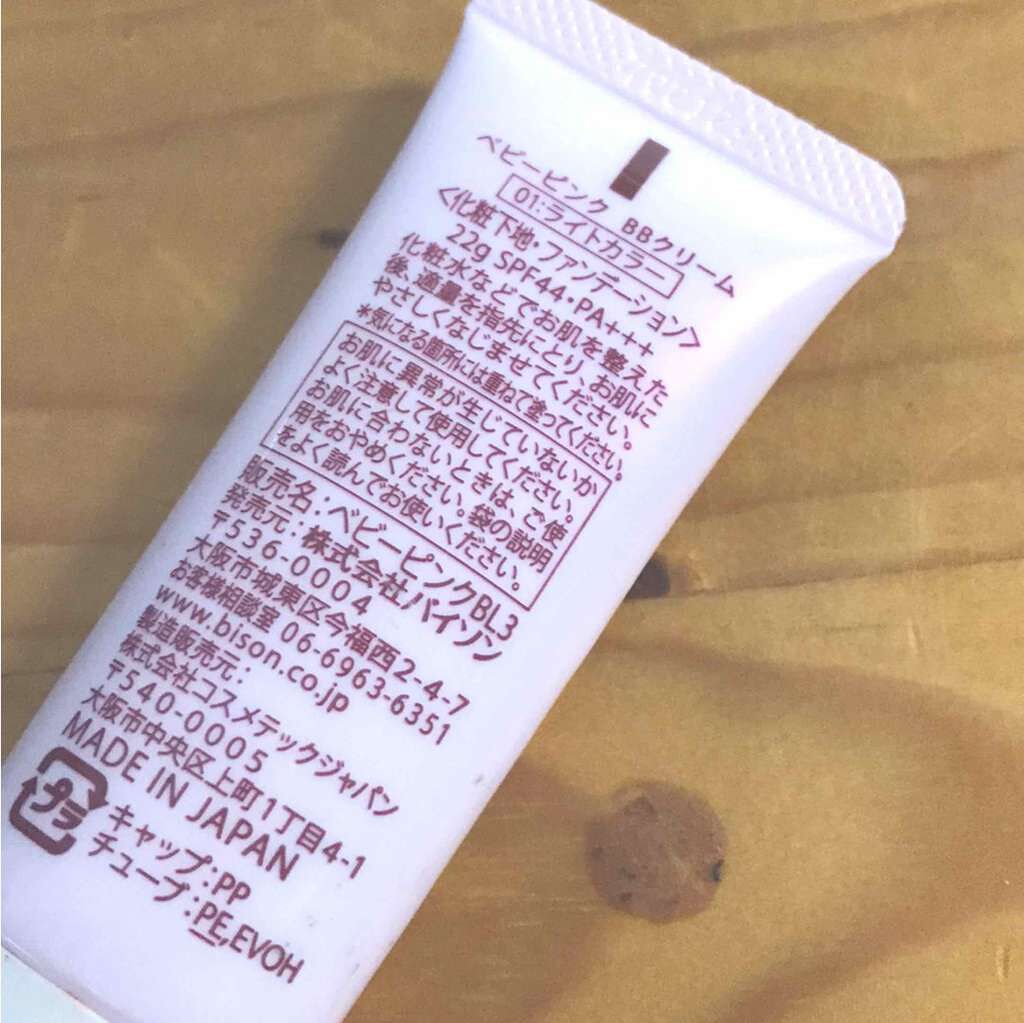 ベビーピンク BBクリーム
01:ライトカラー
<化粧下地・ファンデーション>
22g SPF44・PA+++
化粧水などでお肌を整えた
後、適量を指先にとり、お肌に
やさしくなじませてください。
*気になる箇所には重ねて塗ってください。
お肌に異常が生じていないか
よく注意して使用してください。
お肌に合わないときは、ご使
用をおやめください。袋の説明
をよく読んでお使いください。
販売名:ベビーピンクBL3
発売元:株式会社バイソン
〒536-0004
大阪市城東区今福西2-4-7
お客様相談室 06-6963-6351
www.bison.co.jp
製造販売元:
株式会社コスメテックジャパン
〒540-0005
大阪市中央区上町1丁目4-1
MADE IN JAPAN
プラ
キャップ:PP
チューブ:PE,EVOH